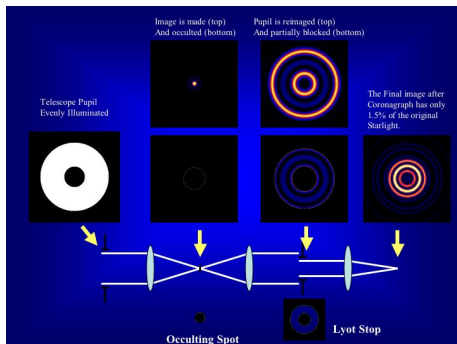 Image is made (top)
And occulted (bottom)
Pupil is reimaged (top)
And partially blocked (bottom)
Telescope Pupil
Evenly Illuminated
The Final image after
Coronagraph has only
1.5% of the original
Starlight.
Occulting Spot
Lyot Stop